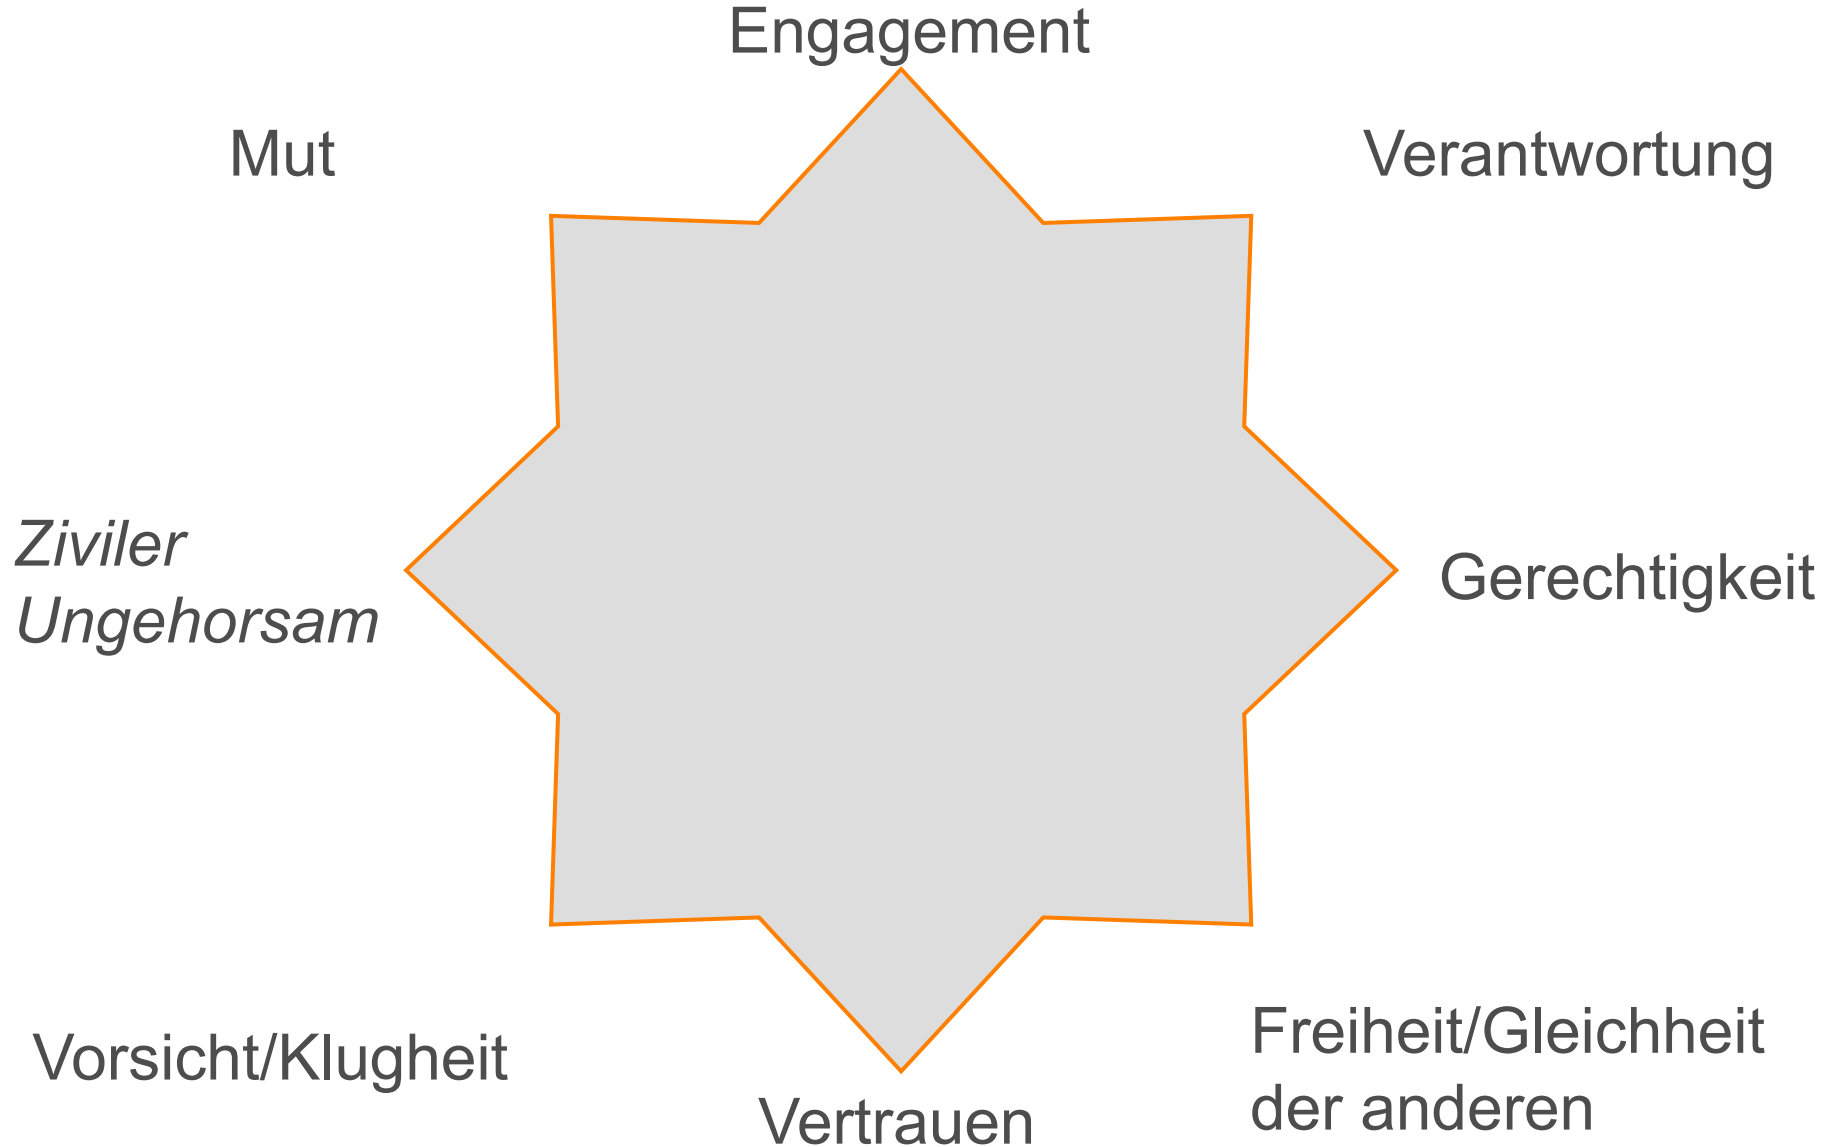 Engagement
Mut
Verantwortung
Ziviler
Ungehorsam
Gerechtigkeit
Vorsicht/Klugheit
Freiheit/Gleichheit
der anderen
Vertrauen